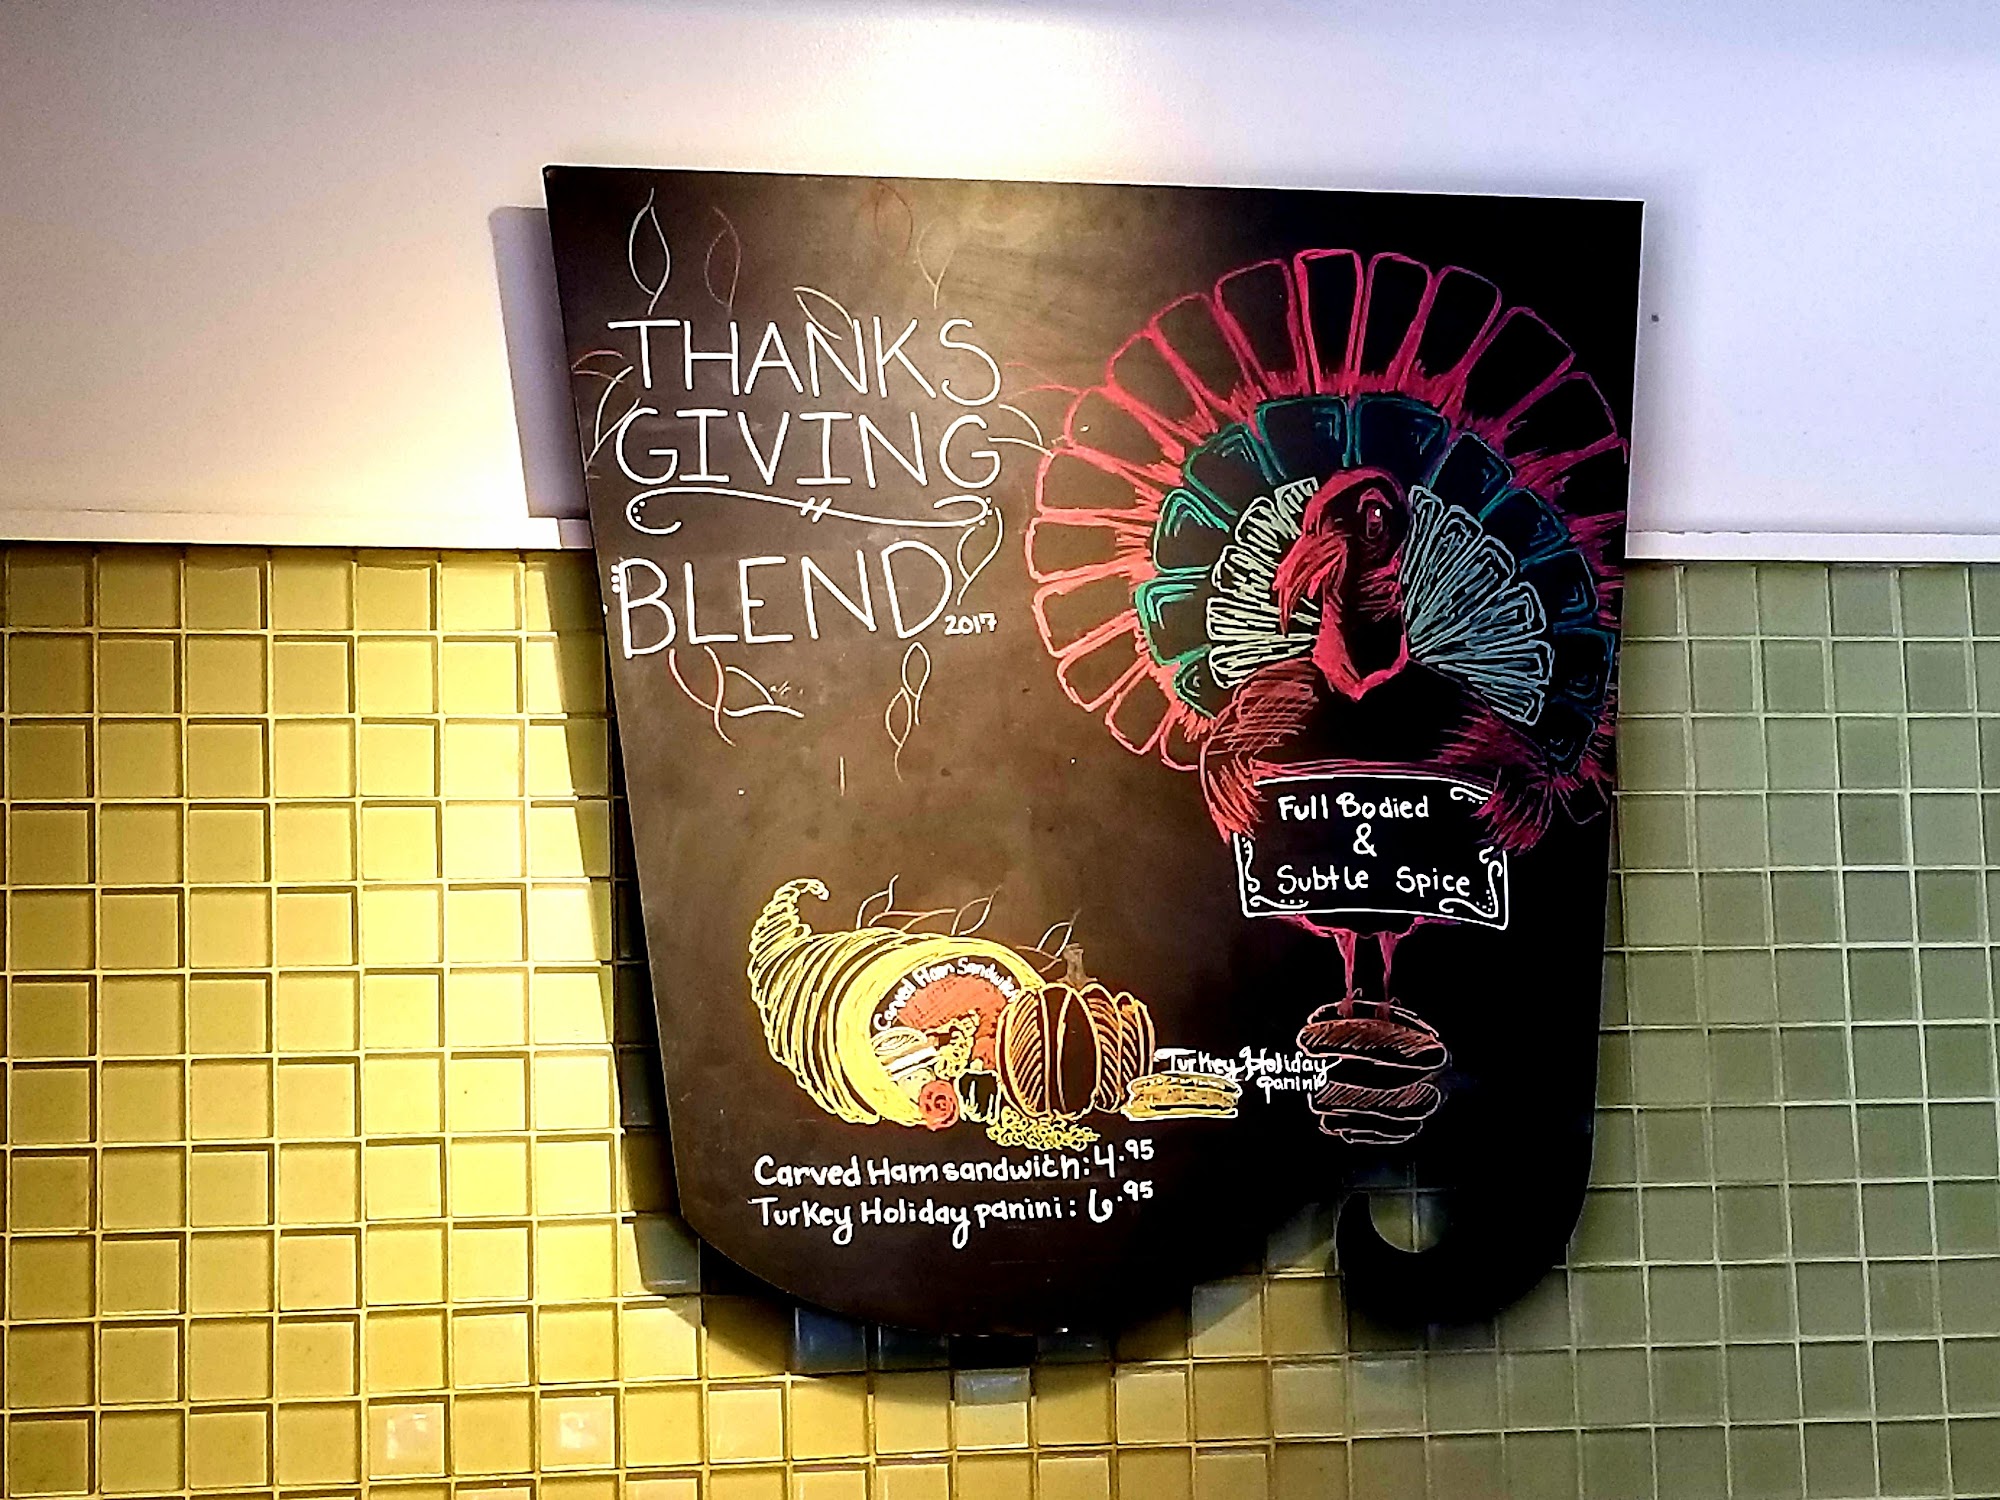 THANKS
GIVING
BLEND
2017
Full Bodied
&
Subtle Spice
Carved Ham Sandwich
Turkey Holiday
panini
Carved Ham sandwich: 4.95
Turkey Holiday panini: 6.95